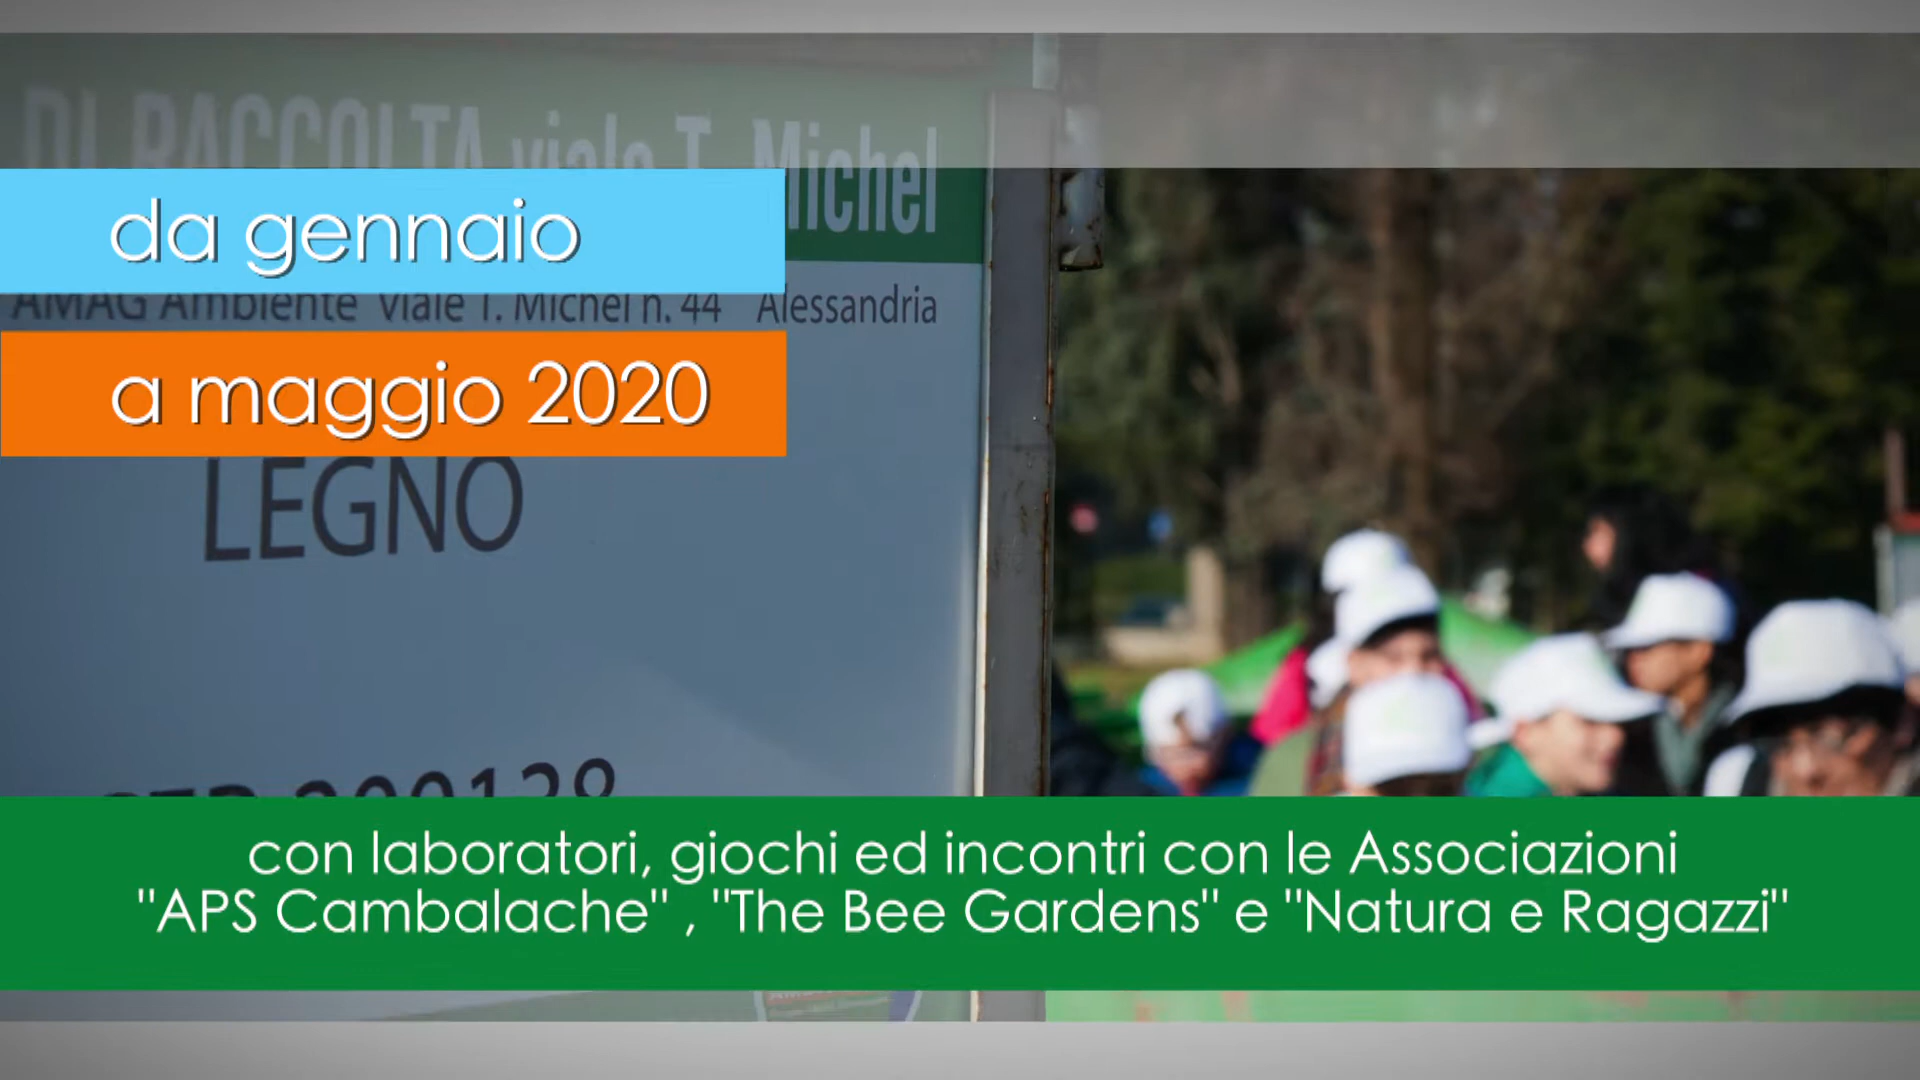 DI RACCOLTA viale T. Michel
da gennaio
AMAG Ambiente Viale T. Michel n. 44 Alessandria
a maggio 2020
LEGNO
con laboratori, giochi ed incontri con le Associazioni
"APS Cambalache" , "The Bee Gardens" e "Natura e Ragazzi"